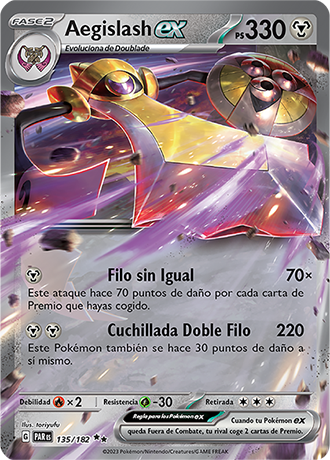 FASE 2 Aegislash ex PS 330
Evoluciona de Doublade
Filo sin Igual 70×
Este ataque hace 70 puntos de daño por cada carta de
Premio que hayas cogido.
Cuchillada Doble Filo 220
Este Pokémon también se hace 30 puntos de daño a
sí mismo.
Debilidad ×2 Resistencia -30 Retirada
Ilus. toriyufu
Regla para los Pokémon ex
Cuando tu Pokémon ex
G PAR ES 135/182
queda Fuera de Combate, tu rival coge 2 cartas de Premio.
©2023 Pokémon/Nintendo/Creatures/GAME FREAK